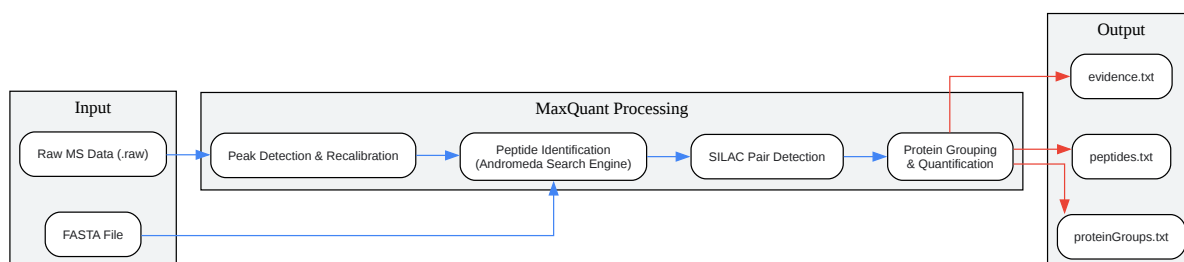 Input
Raw MS Data (.raw)
FASTA File
MaxQuant Processing
Peak Detection & Recalibration
Peptide Identification
(Andromeda Search Engine)
SILAC Pair Detection
Protein Grouping
& Quantification
Output
evidence.txt
peptides.txt
proteinGroups.txt